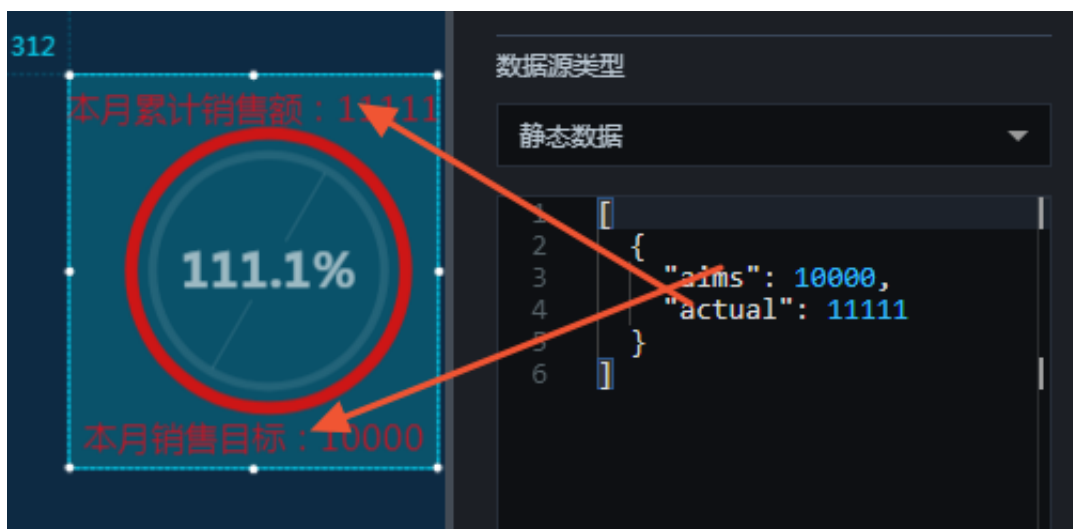 312
本月累计销售额：11111
111.1%
本月销售目标：10000
数据源类型
静态数据
1 [
2 {
3 "aims": 10000,
4 "actual": 11111
5 }
6 ]